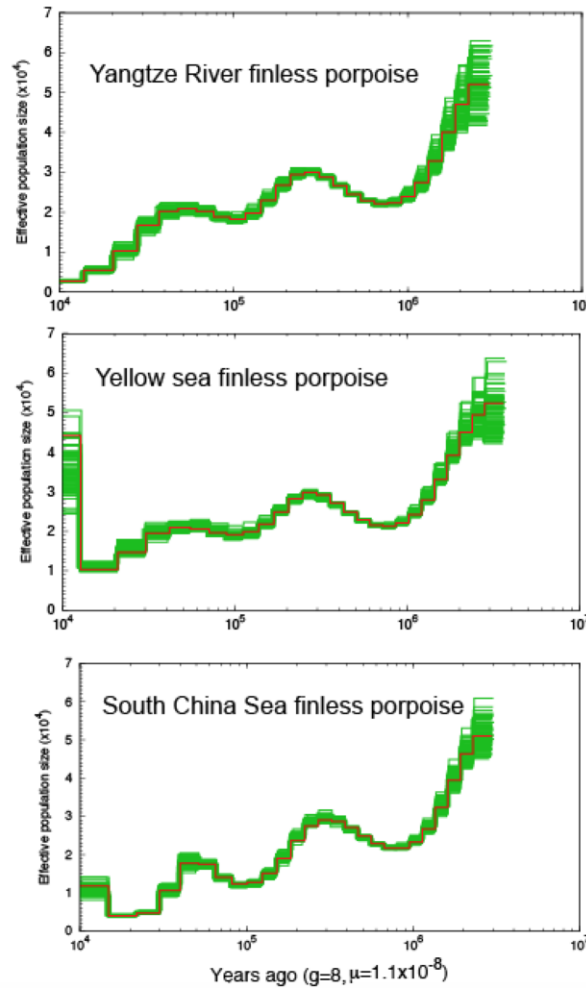 7
6
Yangtze River finless porpoise
5
4
3
2
1
0
Effective population size (x10⁴)
10⁴ 10⁵ 10⁶ 10
7
6
Yellow sea finless porpoise
5
4
3
2
1
0
Effective population size (x10⁴)
10⁴ 10⁵ 10⁶ 10⁷
7
6
South China Sea finless porpoise
5
4
3
2
1
0
Effective population size (x10⁴)
10⁴ 10⁵ 10⁶ 10⁷
Years ago (g=8, μ=1.1x10⁻⁸)